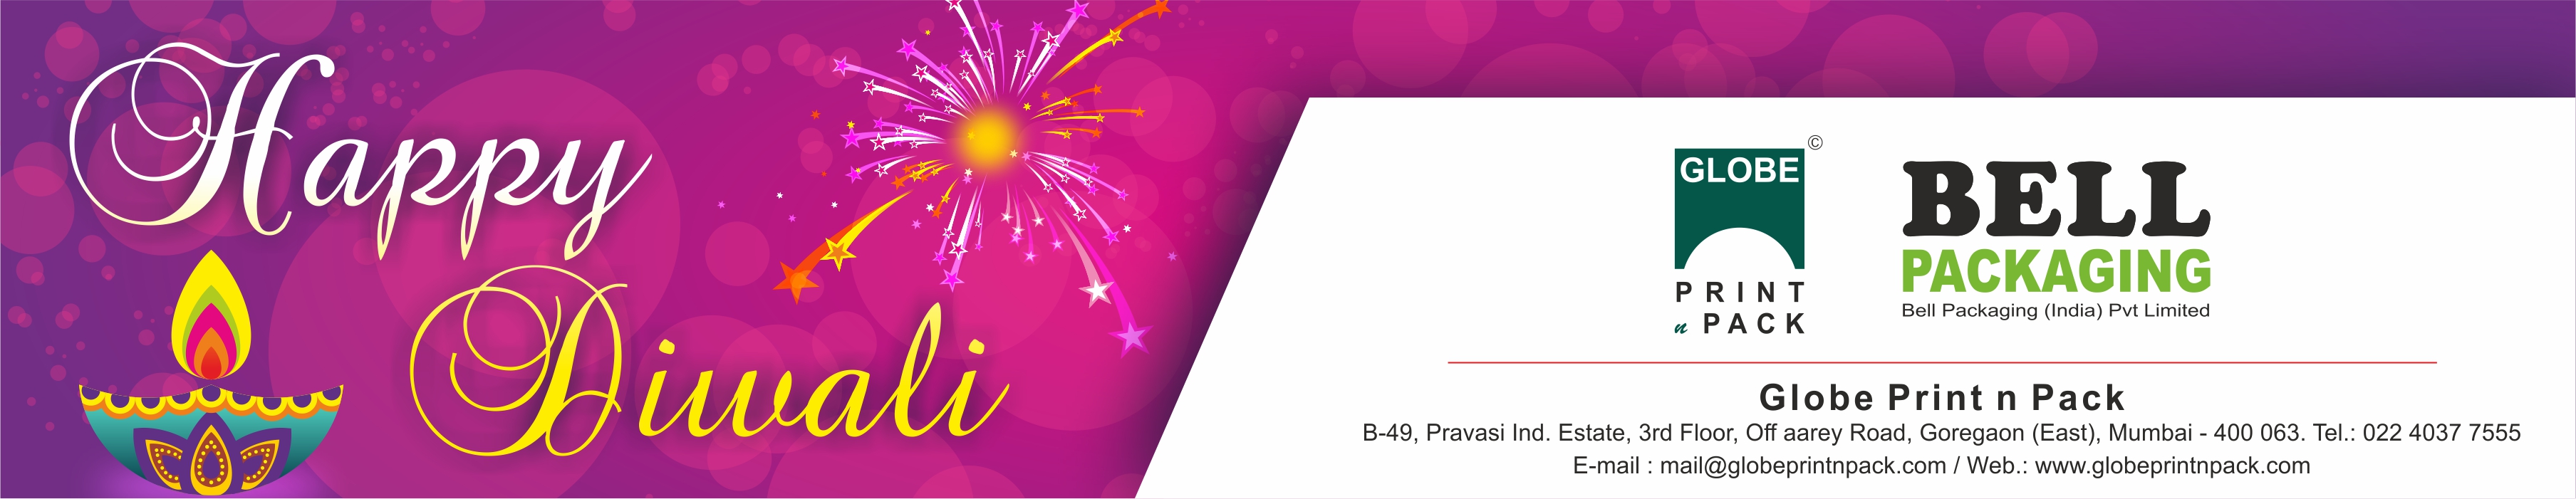 Happy
Diwali
GLOBE
©
PRINT
n PACK
BELL
PACKAGING
Bell Packaging (India) Pvt Limited
Globe Print n Pack
B-49, Pravasi Ind. Estate, 3rd Floor, Off aarey Road, Goregaon (East), Mumbai - 400 063. Tel.: 022 4037 7555
E-mail : mail@globeprintnpack.com / Web.: www.globeprintnpack.com